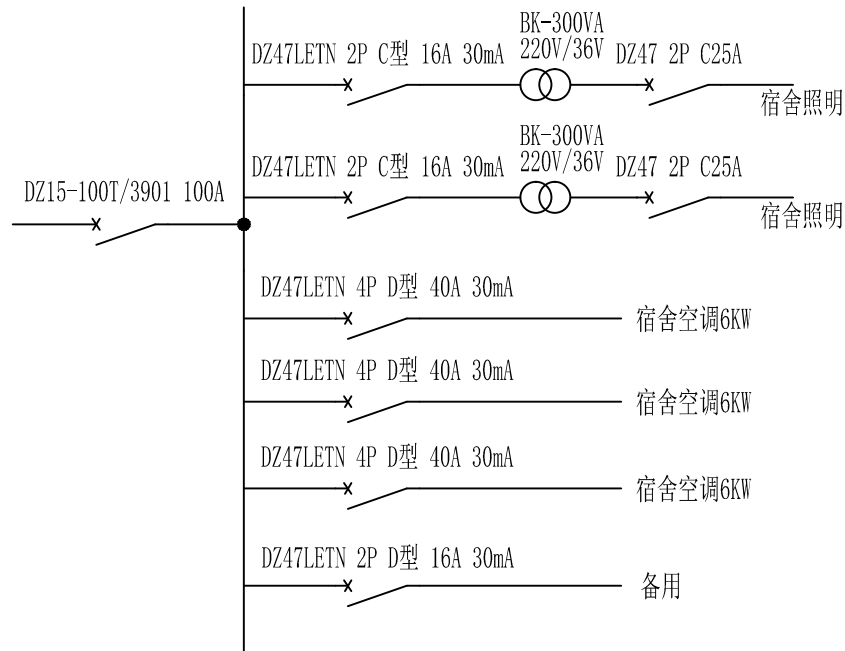 BK-300VA
DZ47LETN 2P C型 16A 30mA
220V/36V
DZ47 2P C25A
宿舍照明
BK-300VA
DZ47LETN 2P C型 16A 30mA
220V/36V
DZ47 2P C25A
宿舍照明
DZ15-100T/3901 100A
DZ47LETN 4P D型 40A 30mA
宿舍空调6KW
DZ47LETN 4P D型 40A 30mA
宿舍空调6KW
DZ47LETN 4P D型 40A 30mA
宿舍空调6KW
DZ47LETN 2P D型 16A 30mA
备用